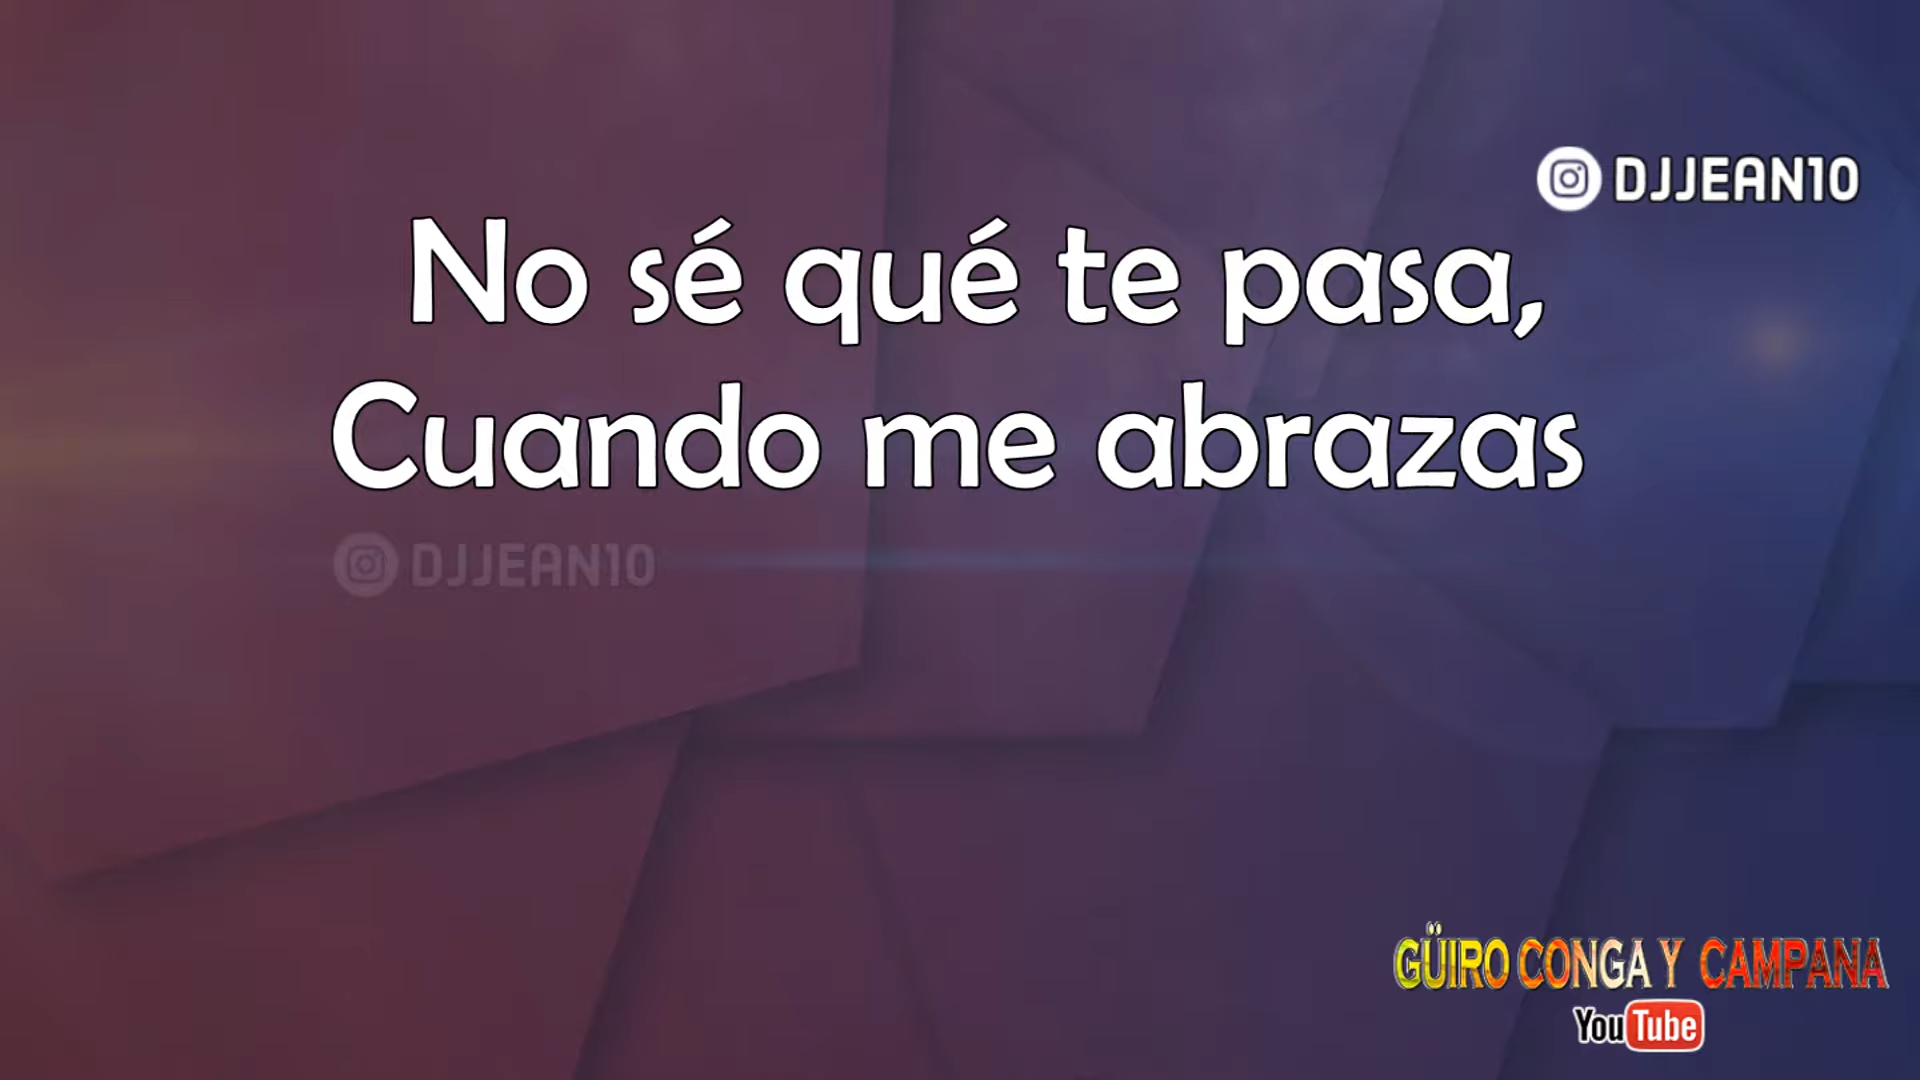 DJJEAN10
No sé qué te pasa,
Cuando me abrazas
DJJEAN10
GÜIRO CONGA Y CAMPANA
YouTube